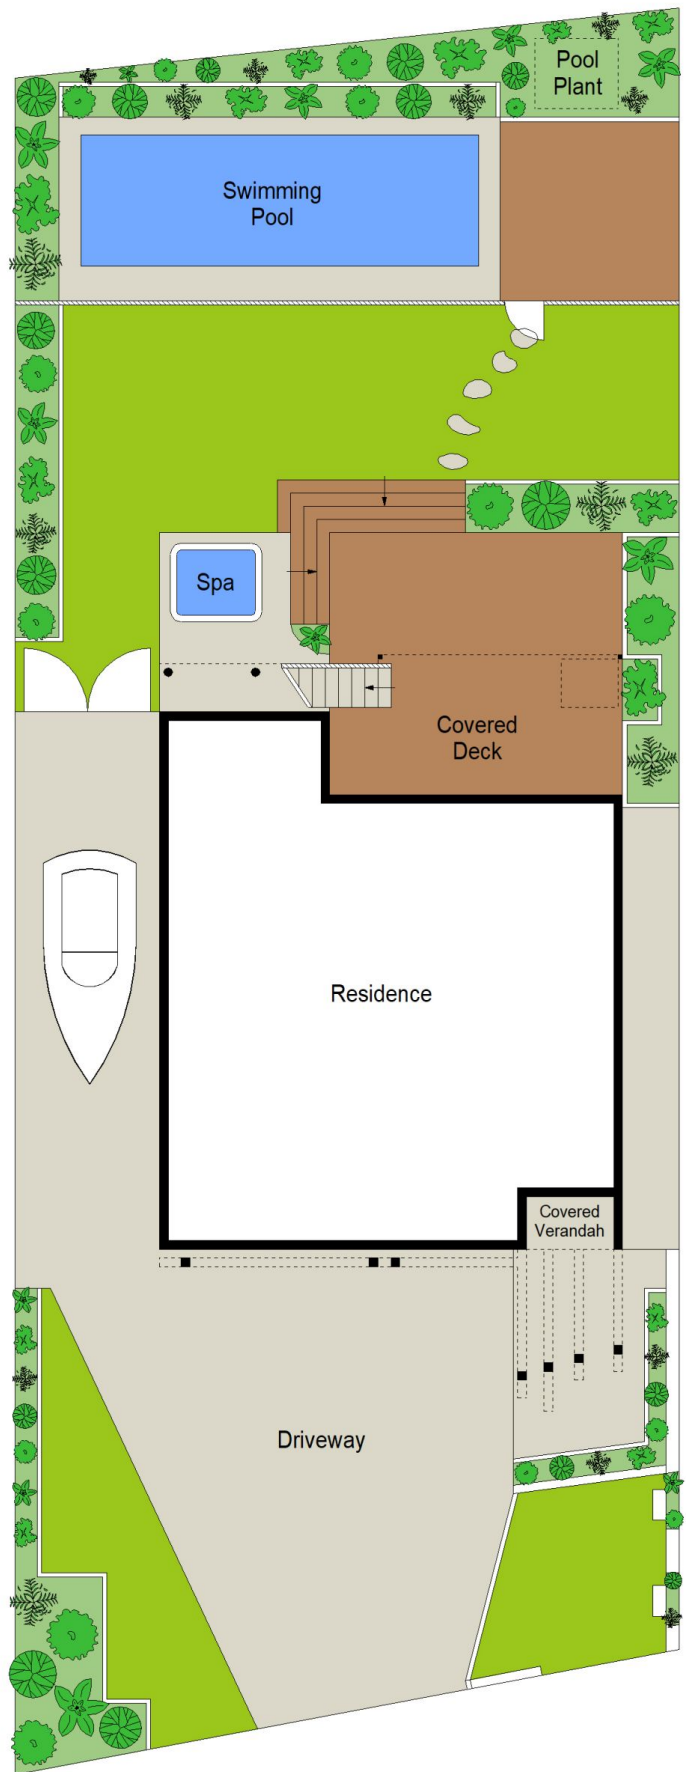 Pool
Plant
Swimming
Pool
Spa
Covered
Deck
Residence
Covered
Verandah
Driveway